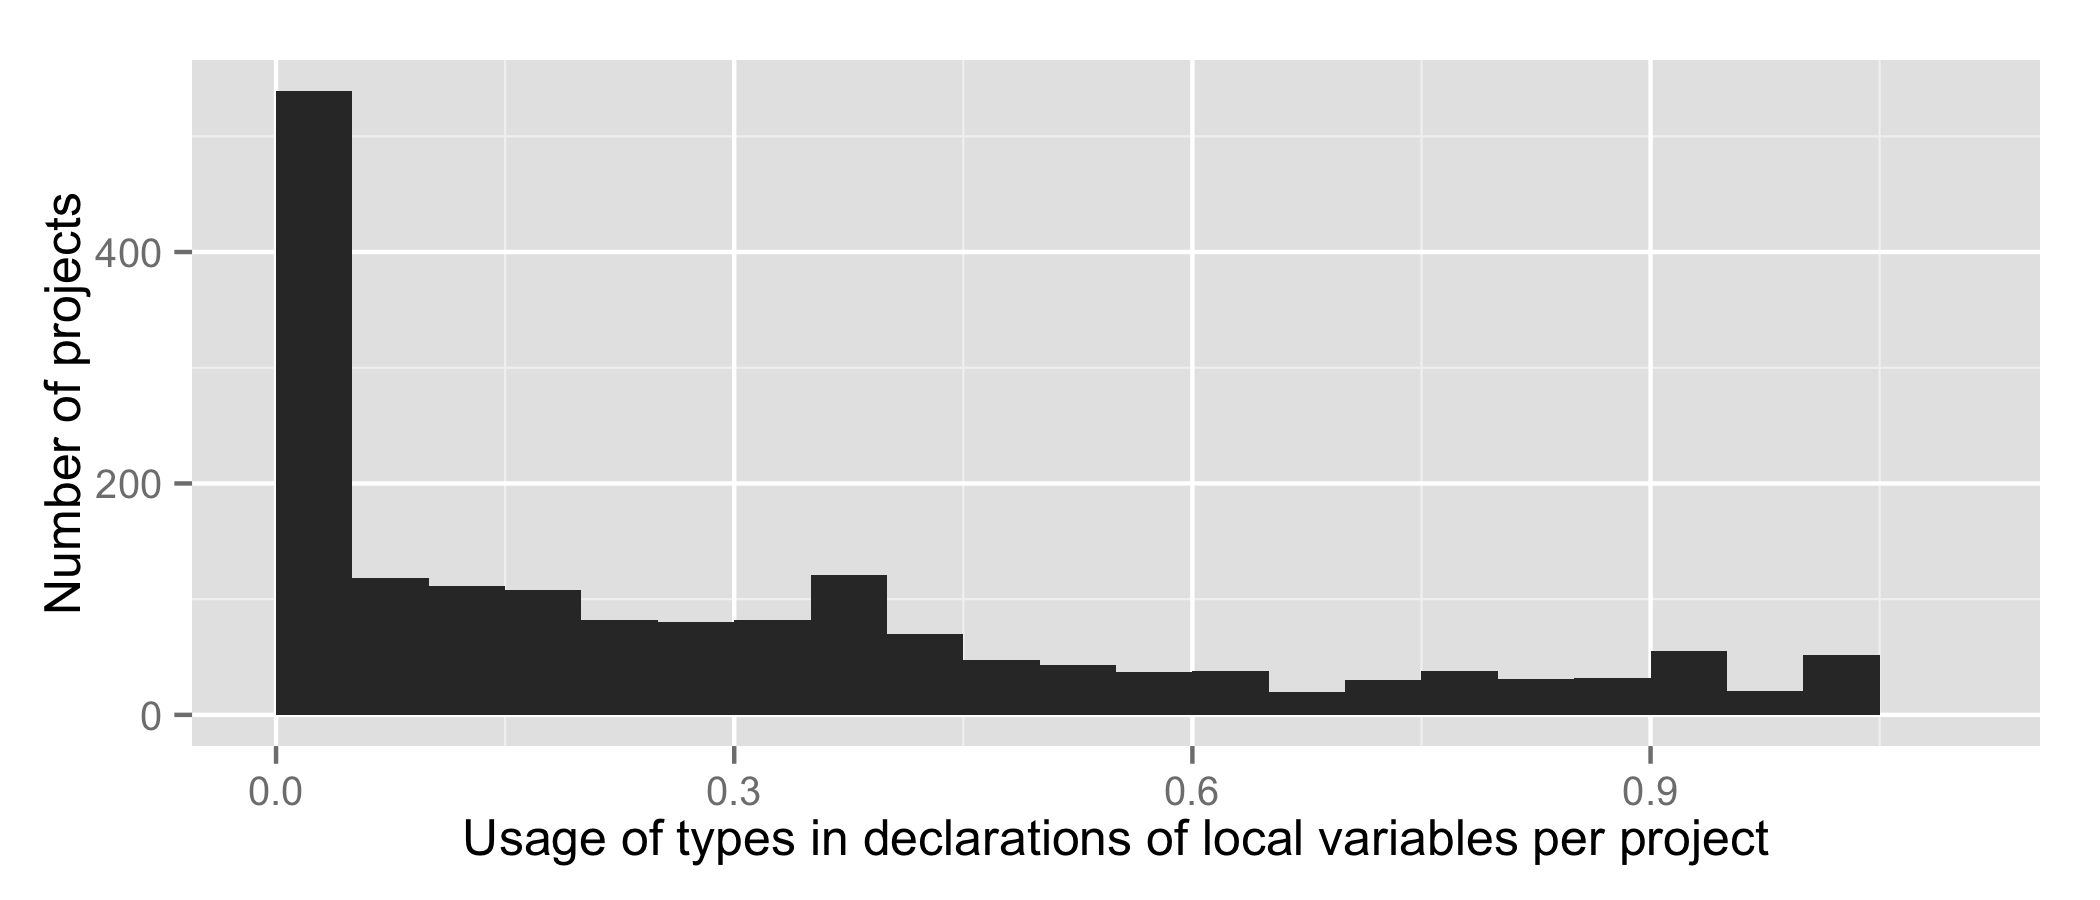 Number of projects
400
200
0
0.0 0.3 0.6 0.9
Usage of types in declarations of local variables per project